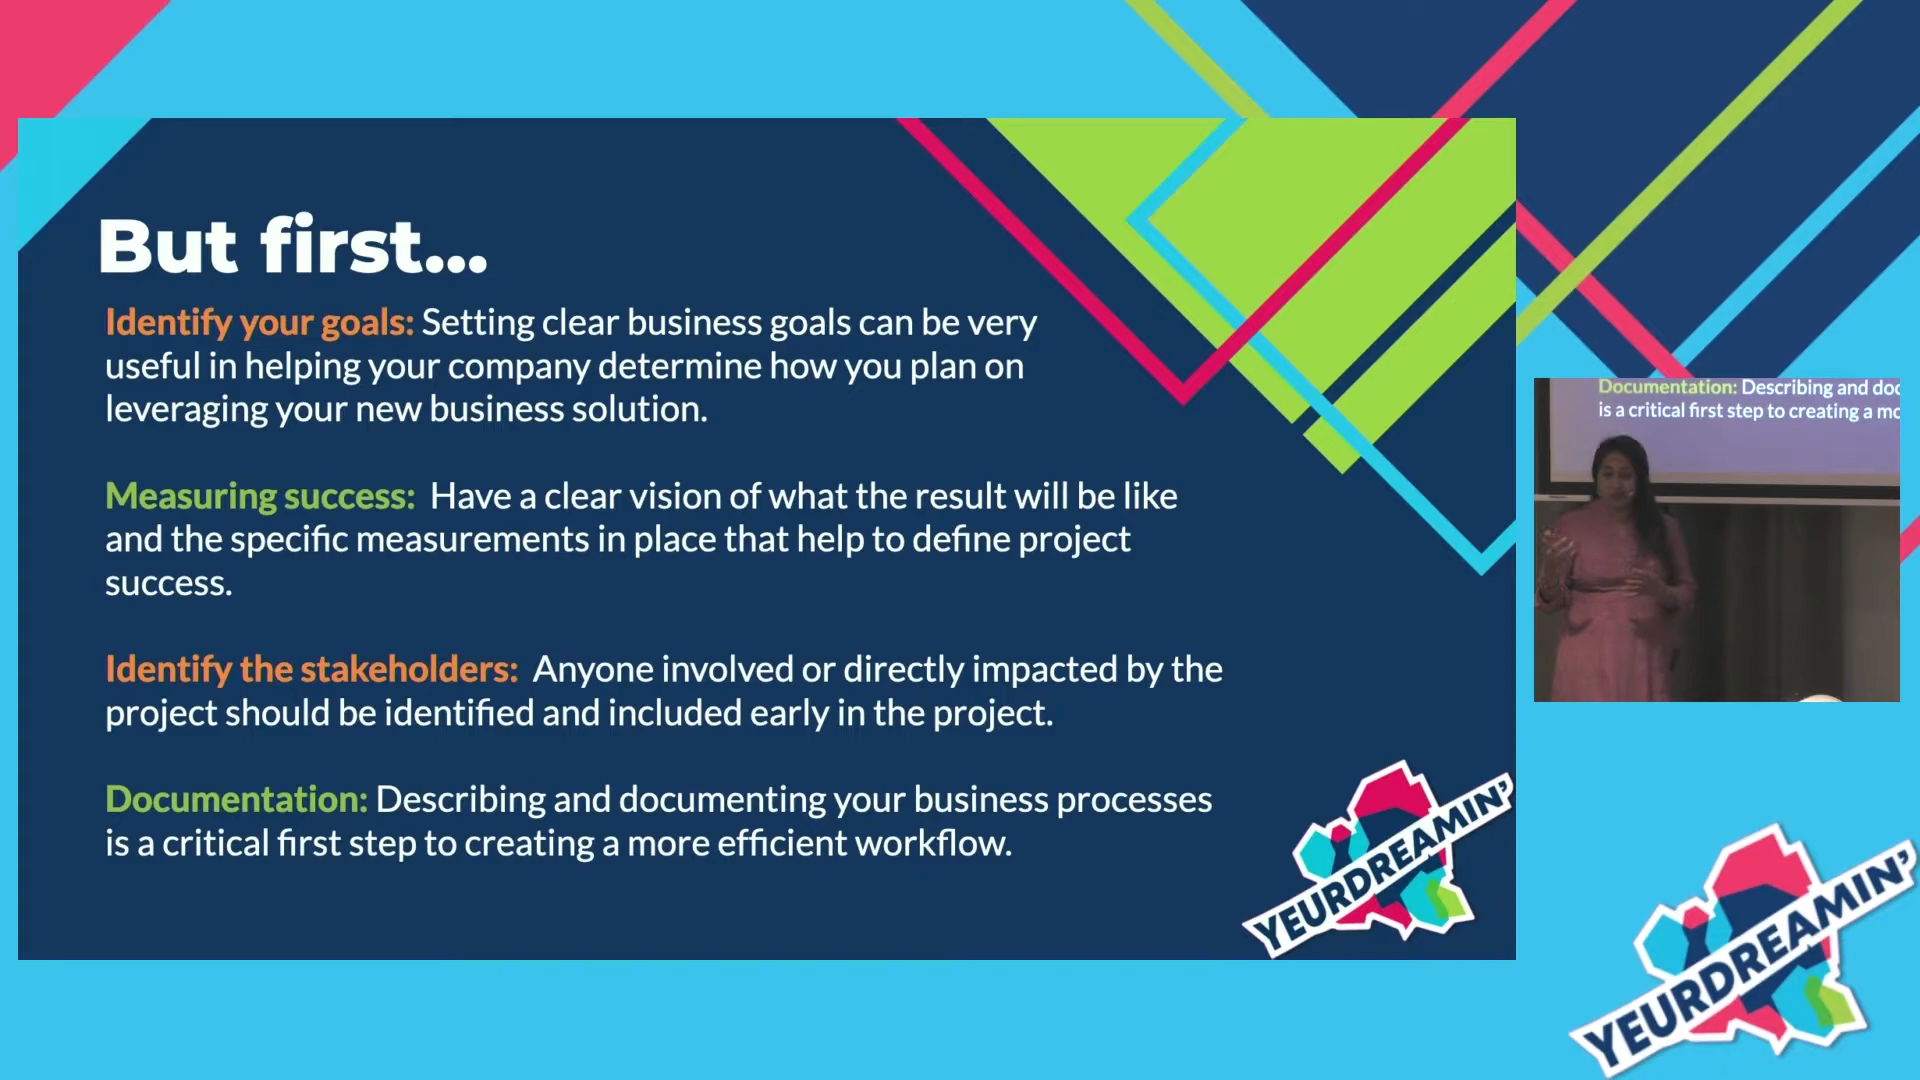 But first...
Identify your goals: Setting clear business goals can be very
useful in helping your company determine how you plan on
leveraging your new business solution.
Measuring success: Have a clear vision of what the result will be like
and the specific measurements in place that help to define project
success.
Identify the stakeholders: Anyone involved or directly impacted by the
project should be identified and included early in the project.
Documentation: Describing and documenting your business processes
is a critical first step to creating a more efficient workflow.
YEURDREAMIN'
Documentation: Describing and doc
is a critical first step to creating a mo
YEURDREAMIN'